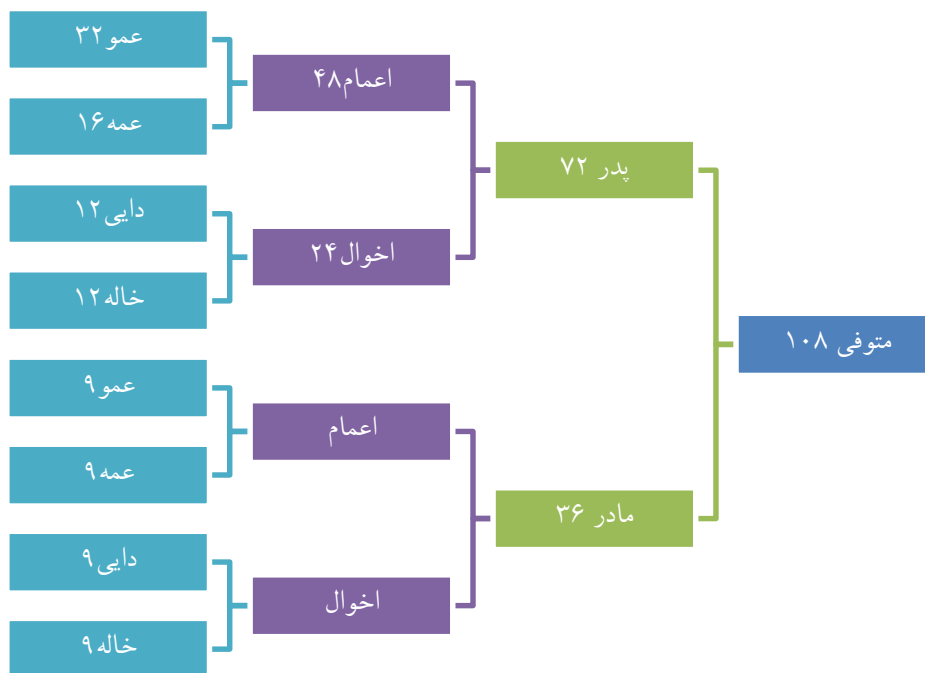 متوفی ۱۰۸
پدر ۷۲
اعمام۴۸
عمو۳۲
عمه۱۶
اخوال۲۴
دایی۱۲
خاله۱۲
مادر ۳۶
اعمام
عمو۹
عمه۹
اخوال
دایی۹
خاله۹